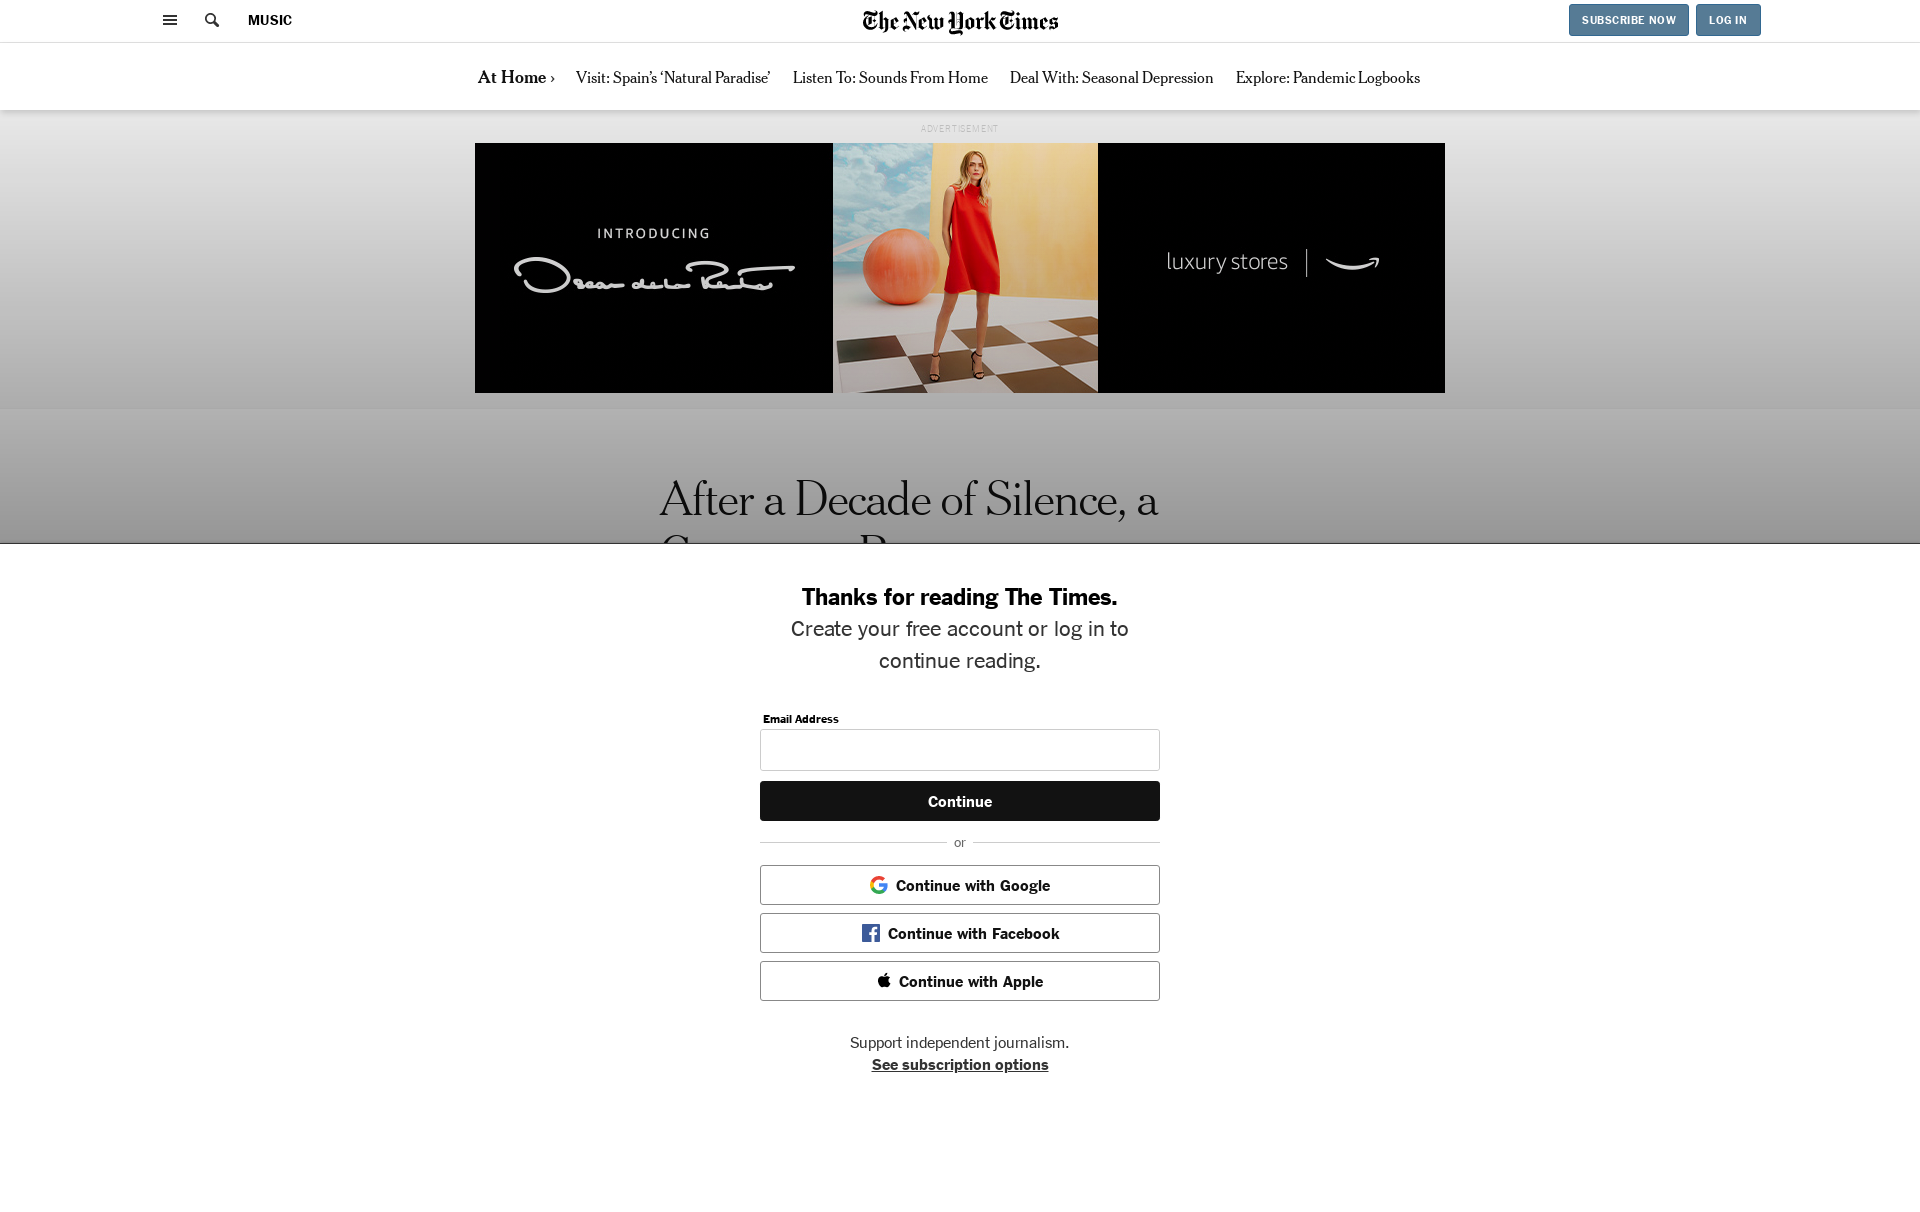 MUSIC
The New York Times
SUBSCRIBE NOW
LOG IN
At Home ›
Visit: Spain’s ‘Natural Paradise’
Listen To: Sounds From Home
Deal With: Seasonal Depression
Explore: Pandemic Logbooks
ADVERTISEMENT
INTRODUCING
Oscar de la Renta
luxury stores
After a Decade of Silence, a
Thanks for reading The Times.
Create your free account or log in to
continue reading.
Email Address
Continue
or
Continue with Google
Continue with Facebook
Continue with Apple
Support independent journalism.
See subscription options